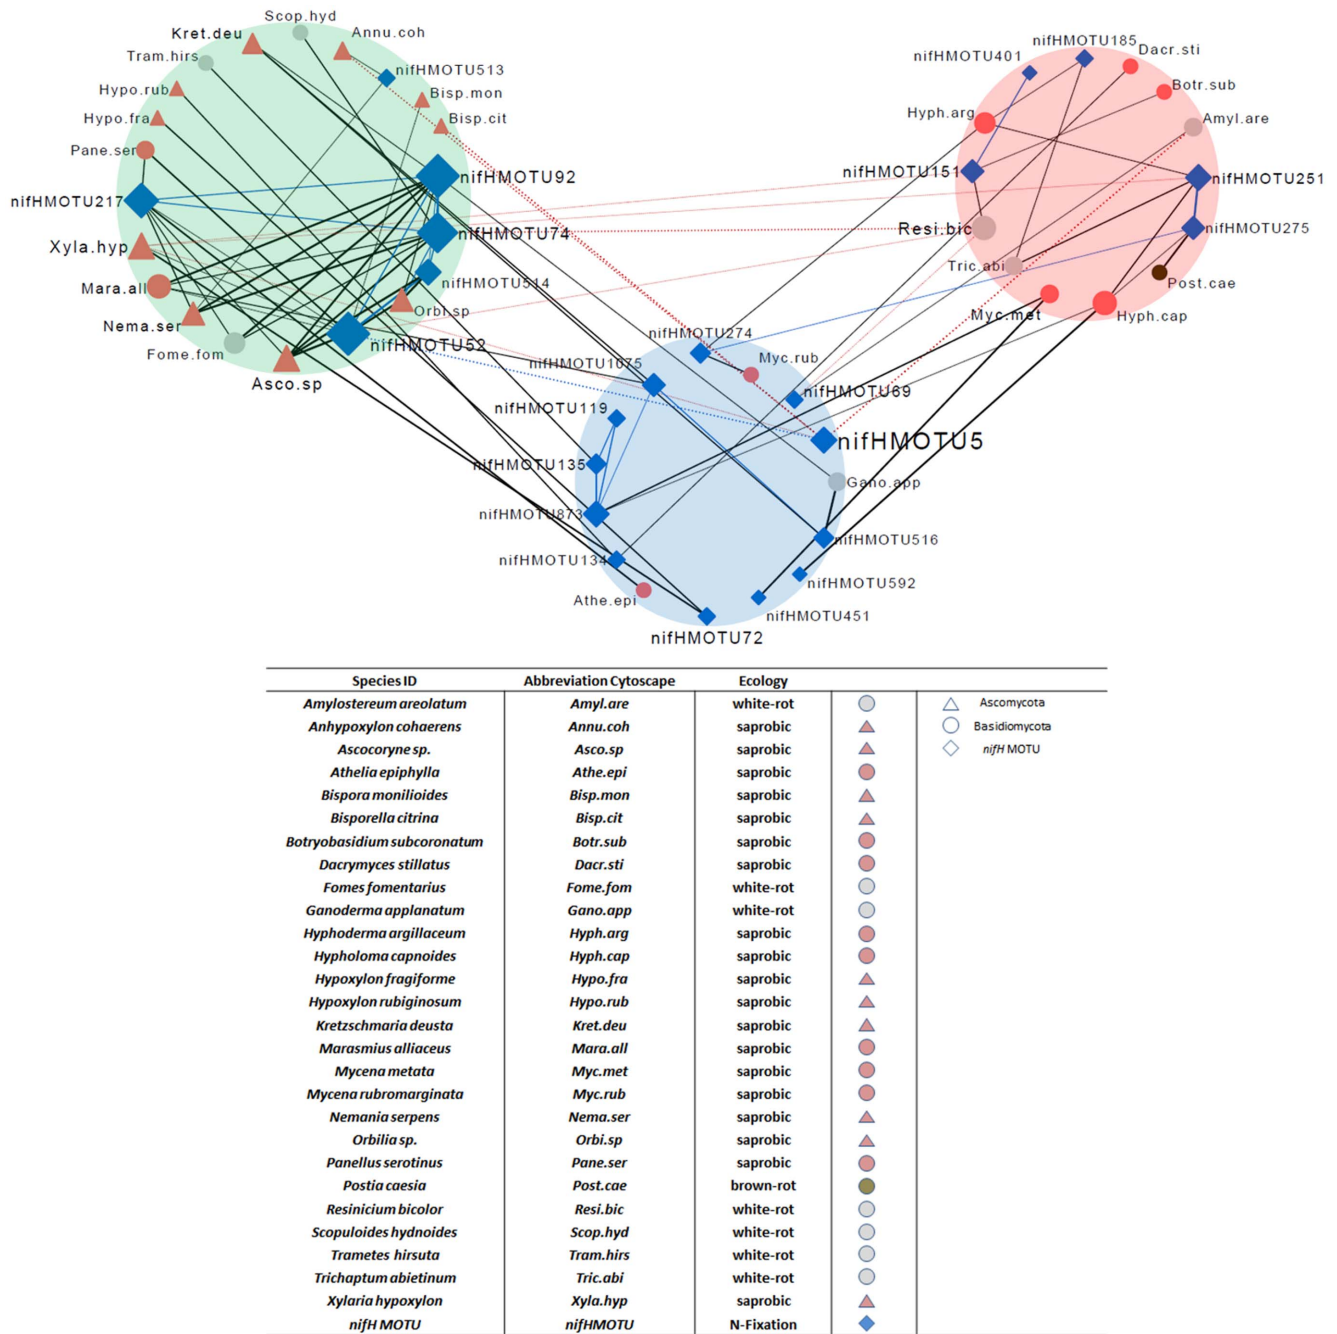 Scop.hyd
Kret.deu
Annu.coh
Tram.hirs
nifHMOTU513
Hypo.rub
Bisp.mon
Hypo.fra
Bisp.cit
Pane.ser
nifHMOTU92
nifHMOTU217
nifHMOTU74
Xyla.hyp
nifHMOTU514
Mara.all
Orbi.sp
Nema.ser
nifHMOTU52
Fome.fom
Asco.sp
nifHMOTU185
Dacr.sti
nifHMOTU401
Botr.sub
Hyph.arg
Amyl.are
nifHMOTU151
nifHMOTU251
Resi.bic
nifHMOTU275
Tric.abi
Post.cae
Myc.met
Hyph.cap
nifHMOTU274
Myc.rub
nifHMOTU1075
nifHMOTU69
nifHMOTU119
nifHMOTU5
nifHMOTU135
Gano.app
nifHMOTU873
nifHMOTU516
nifHMOTU134
nifHMOTU592
Athe.epi
nifHMOTU451
nifHMOTU72
Species ID Abbreviation Cytoscape Ecology
Amylostereum areolatum Amyl.are white-rot Ascomycota
Anhypoxylon cohaerens Annu.coh saprobic Basidiomycota
Ascocoryne sp. Asco.sp saprobic nifH MOTU
Athelia epiphylla Athe.epi saprobic
Bispora monilioides Bisp.mon saprobic
Bisporella citrina Bisp.cit saprobic
Botryobasidium subcoronatum Botr.sub saprobic
Dacrymyces stillatus Dacr.sti saprobic
Fomes fomentarius Fome.fom white-rot
Ganoderma applanatum Gano.app white-rot
Hyphoderma argillaceum Hyph.arg saprobic
Hypholoma capnoides Hyph.cap saprobic
Hypoxylon fragiforme Hypo.fra saprobic
Hypoxylon rubiginosum Hypo.rub saprobic
Kretzschmaria deusta Kret.deu saprobic
Marasmius alliaceus Mara.all saprobic
Mycena metata Myc.met saprobic
Mycena rubromarginata Myc.rub saprobic
Nemania serpens Nema.ser saprobic
Orbilia sp. Orbi.sp saprobic
Panellus serotinus Pane.ser saprobic
Postia caesia Post.cae brown-rot
Resinicium bicolor Resi.bic white-rot
Scopuloides hydnoides Scop.hyd white-rot
Trametes hirsuta Tram.hirs white-rot
Trichaptum abietinum Tric.abi white-rot
Xylaria hypoxylon Xyla.hyp saprobic
nifH MOTU nifHMOTU N-Fixation